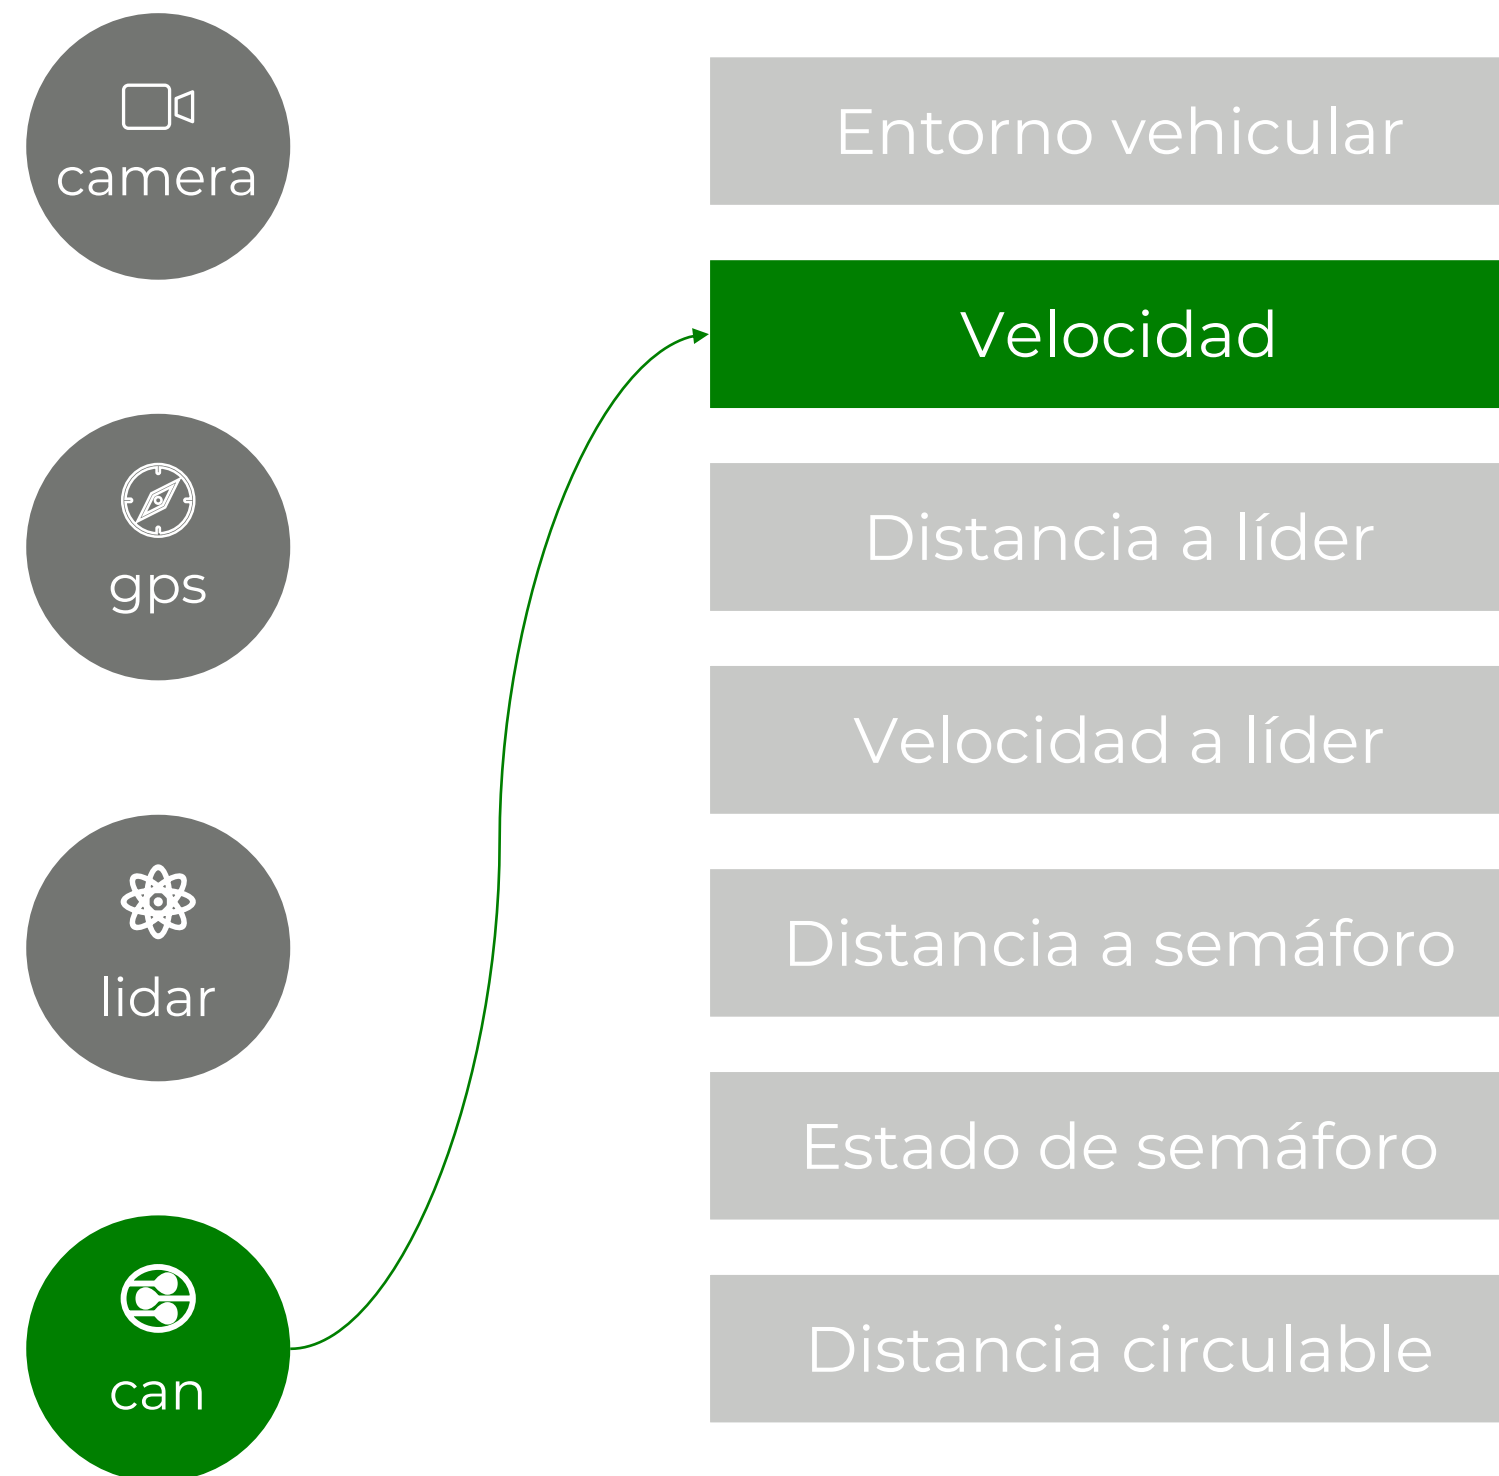 camera
gps
lidar
can
Entorno vehicular
Velocidad
Distancia a líder
Velocidad a líder
Distancia a semáforo
Estado de semáforo
Distancia circulable